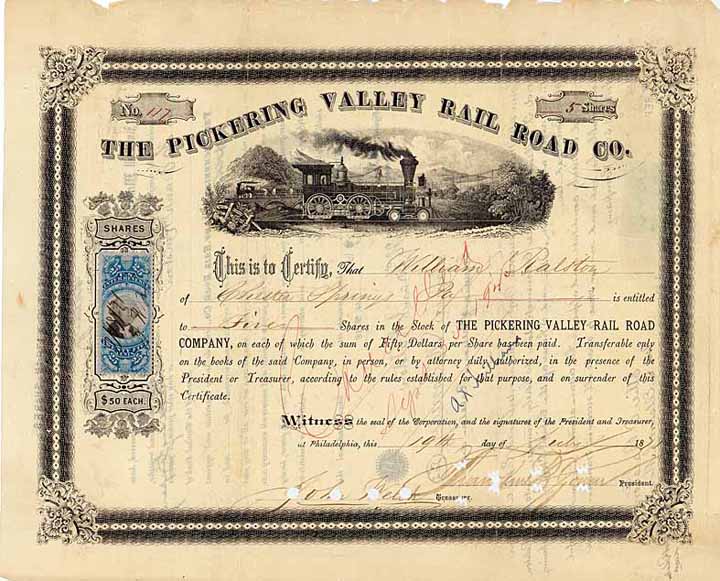 THE PICKERING VALLEY RAIL ROAD CO.
No. 117
5 Shares
SHARES
$50 EACH.
This is to Certify, That William Ralston
of Chester Springs Pa is entitled
to Five Shares in the Stock of THE PICKERING VALLEY RAIL ROAD
COMPANY, on each of which the sum of Fifty Dollars per Share has been paid. Transferable only
on the books of the said Company, in person, or by attorney duly authorized, in the presence of the
President or Treasurer, according to the rules established for that purpose, and on surrender of this
Certificate.
Witness the seal of the Corporation, and the signatures of the President and Treasurer,
at Philadelphia, this 19th day of July 187
President.
John
Treasurer.